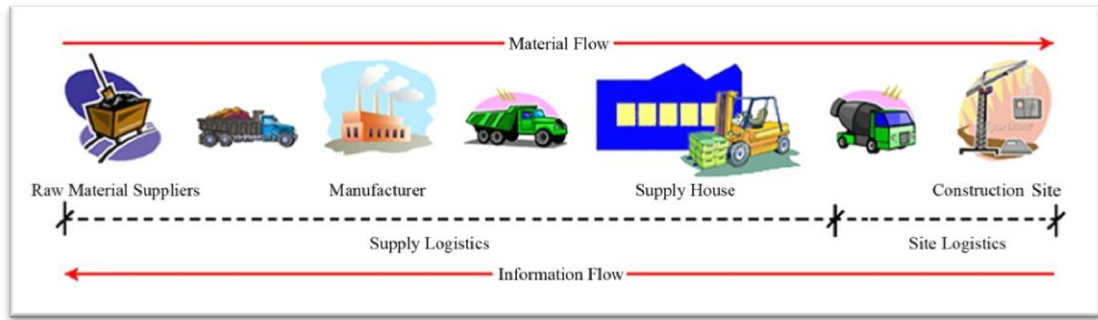 Material Flow
Raw Material Suppliers
Manufacturer
Supply House
Construction Site
Supply Logistics
Site Logistics
Information Flow